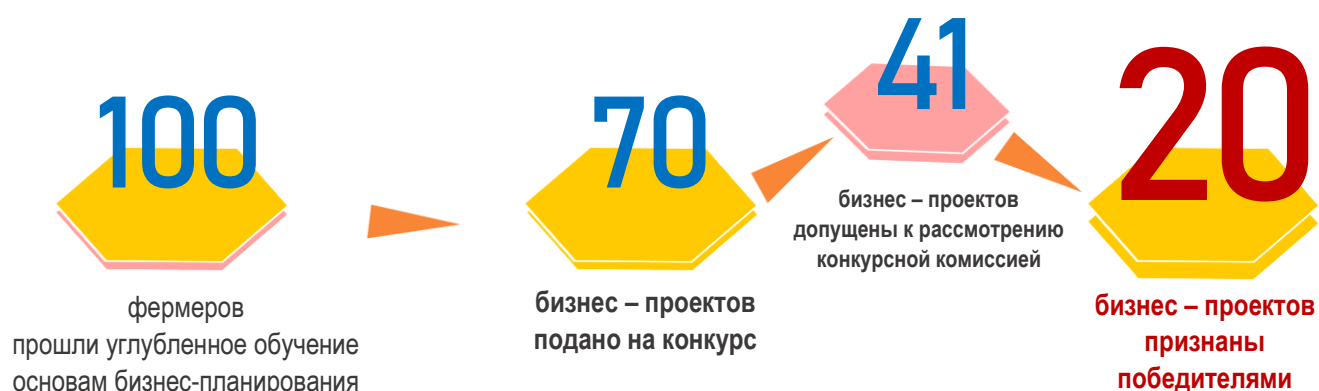 100
фермеров
прошли углубленное обучение
основам бизнес-планирования
70
бизнес – проектов
подано на конкурс
41
бизнес – проектов
допущены к рассмотрению
конкурсной комиссией
20
бизнес – проектов
признаны
победителями